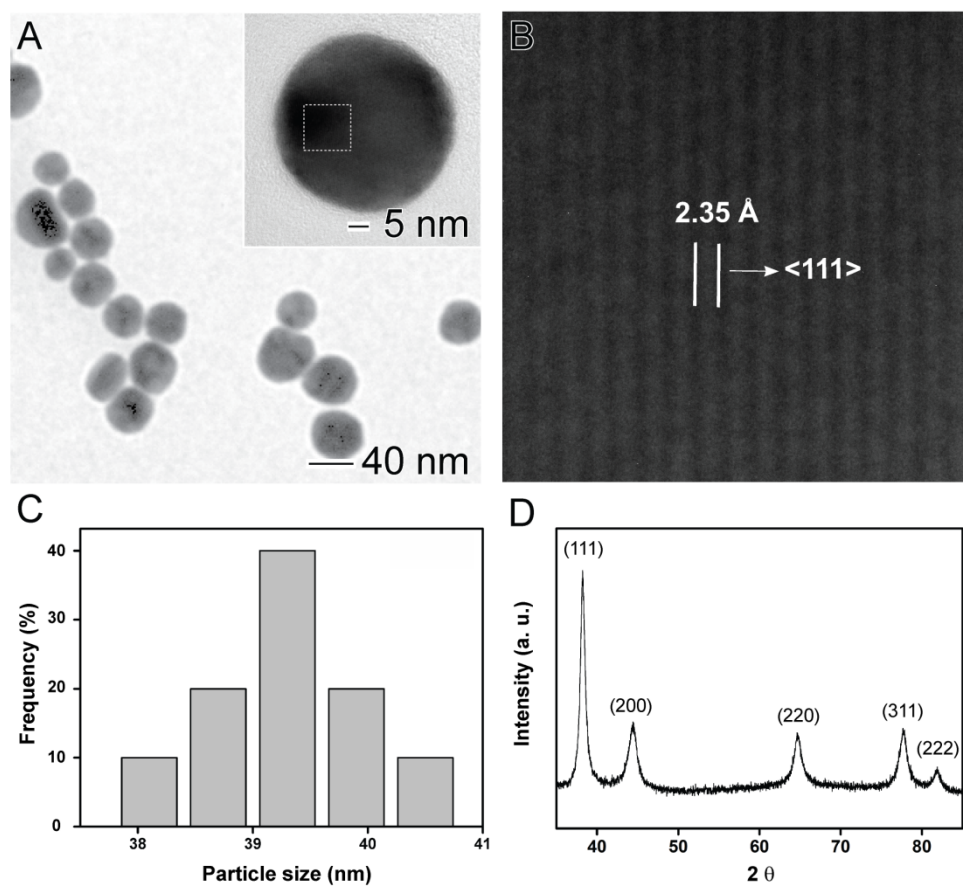 A
5 nm
40 nm
B
2.35 Å
<111>
C
Frequency (%)
40
30
20
10
0
38
39
40
41
Particle size (nm)
D
Intensity (a. u.)
(111)
(200)
(220)
(311)
(222)
40
50
60
70
80
2 θ